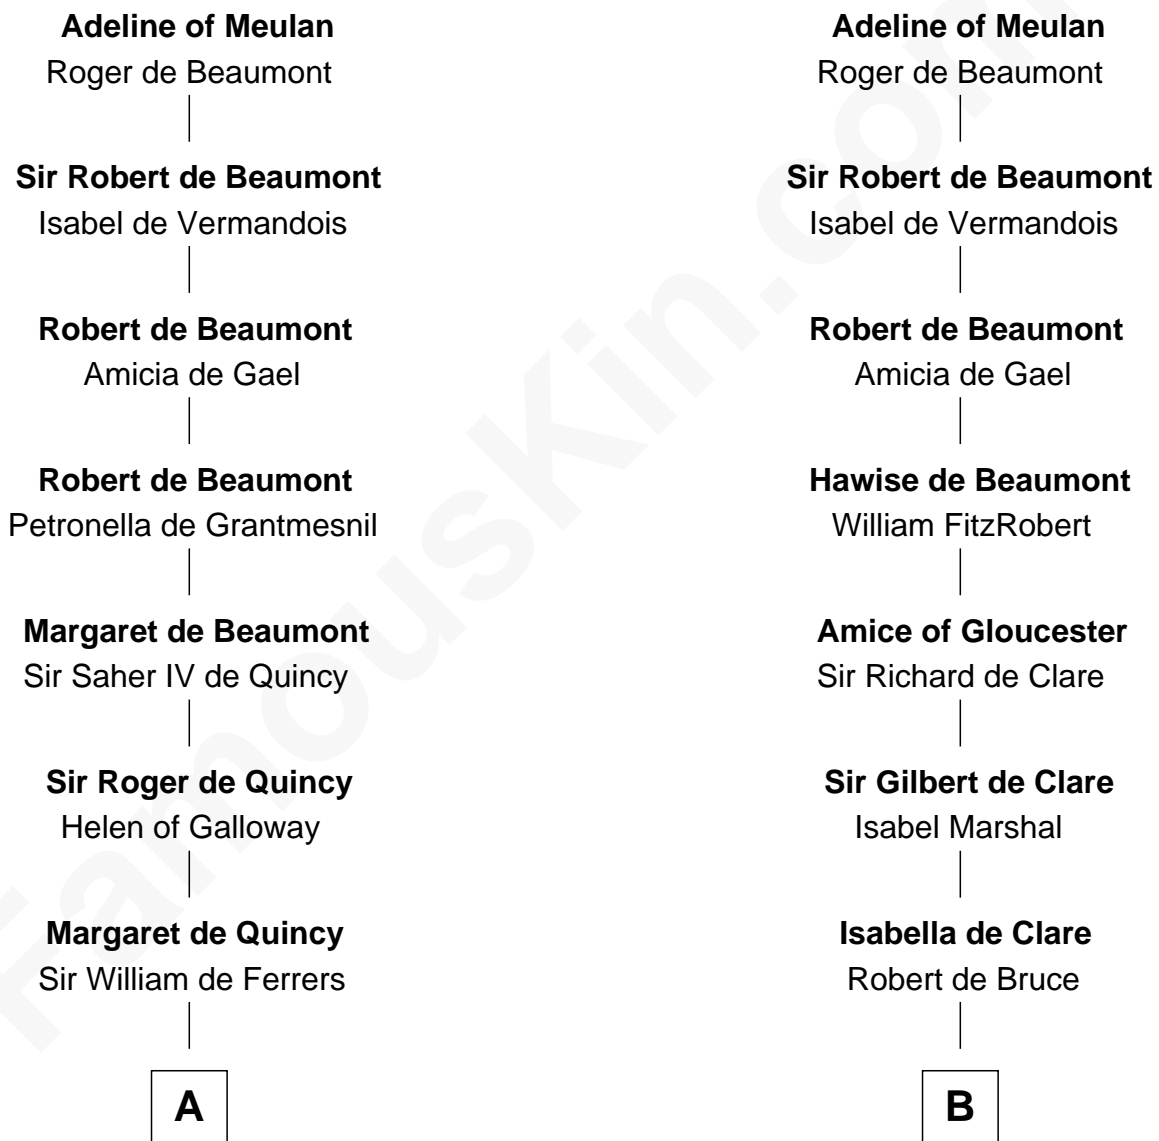 Adeline of Meulan
Roger de Beaumont
Sir Robert de Beaumont
Isabel de Vermandois
Robert de Beaumont
Amicia de Gael
Robert de Beaumont
Petronella de Grantmesnil
Margaret de Beaumont
Sir Saher IV de Quincy
Sir Roger de Quincy
Helen of Galloway
Margaret de Quincy
Sir William de Ferrers
A
Adeline of Meulan
Roger de Beaumont
Sir Robert de Beaumont
Isabel de Vermandois
Robert de Beaumont
Amicia de Gael
Hawise de Beaumont
William FitzRobert
Amice of Gloucester
Sir Richard de Clare
Sir Gilbert de Clare
Isabel Marshal
Isabella de Clare
Robert de Bruce
B
FamousKin.com